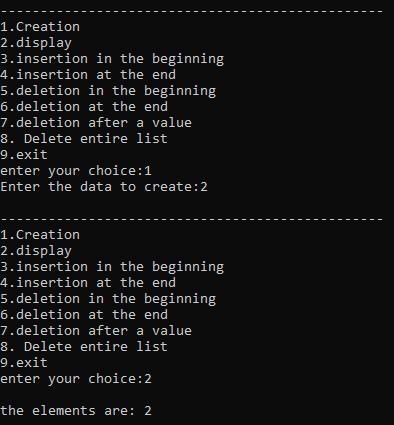 ------------------------------------------------
1.Creation
2.display
3.insertion in the beginning
4.insertion at the end
5.deletion in the beginning
6.deletion at the end
7.deletion after a value
8. Delete entire list
9.exit
enter your choice:1
Enter the data to create:2
------------------------------------------------
1.Creation
2.display
3.insertion in the beginning
4.insertion at the end
5.deletion in the beginning
6.deletion at the end
7.deletion after a value
8. Delete entire list
9.exit
enter your choice:2
the elements are: 2